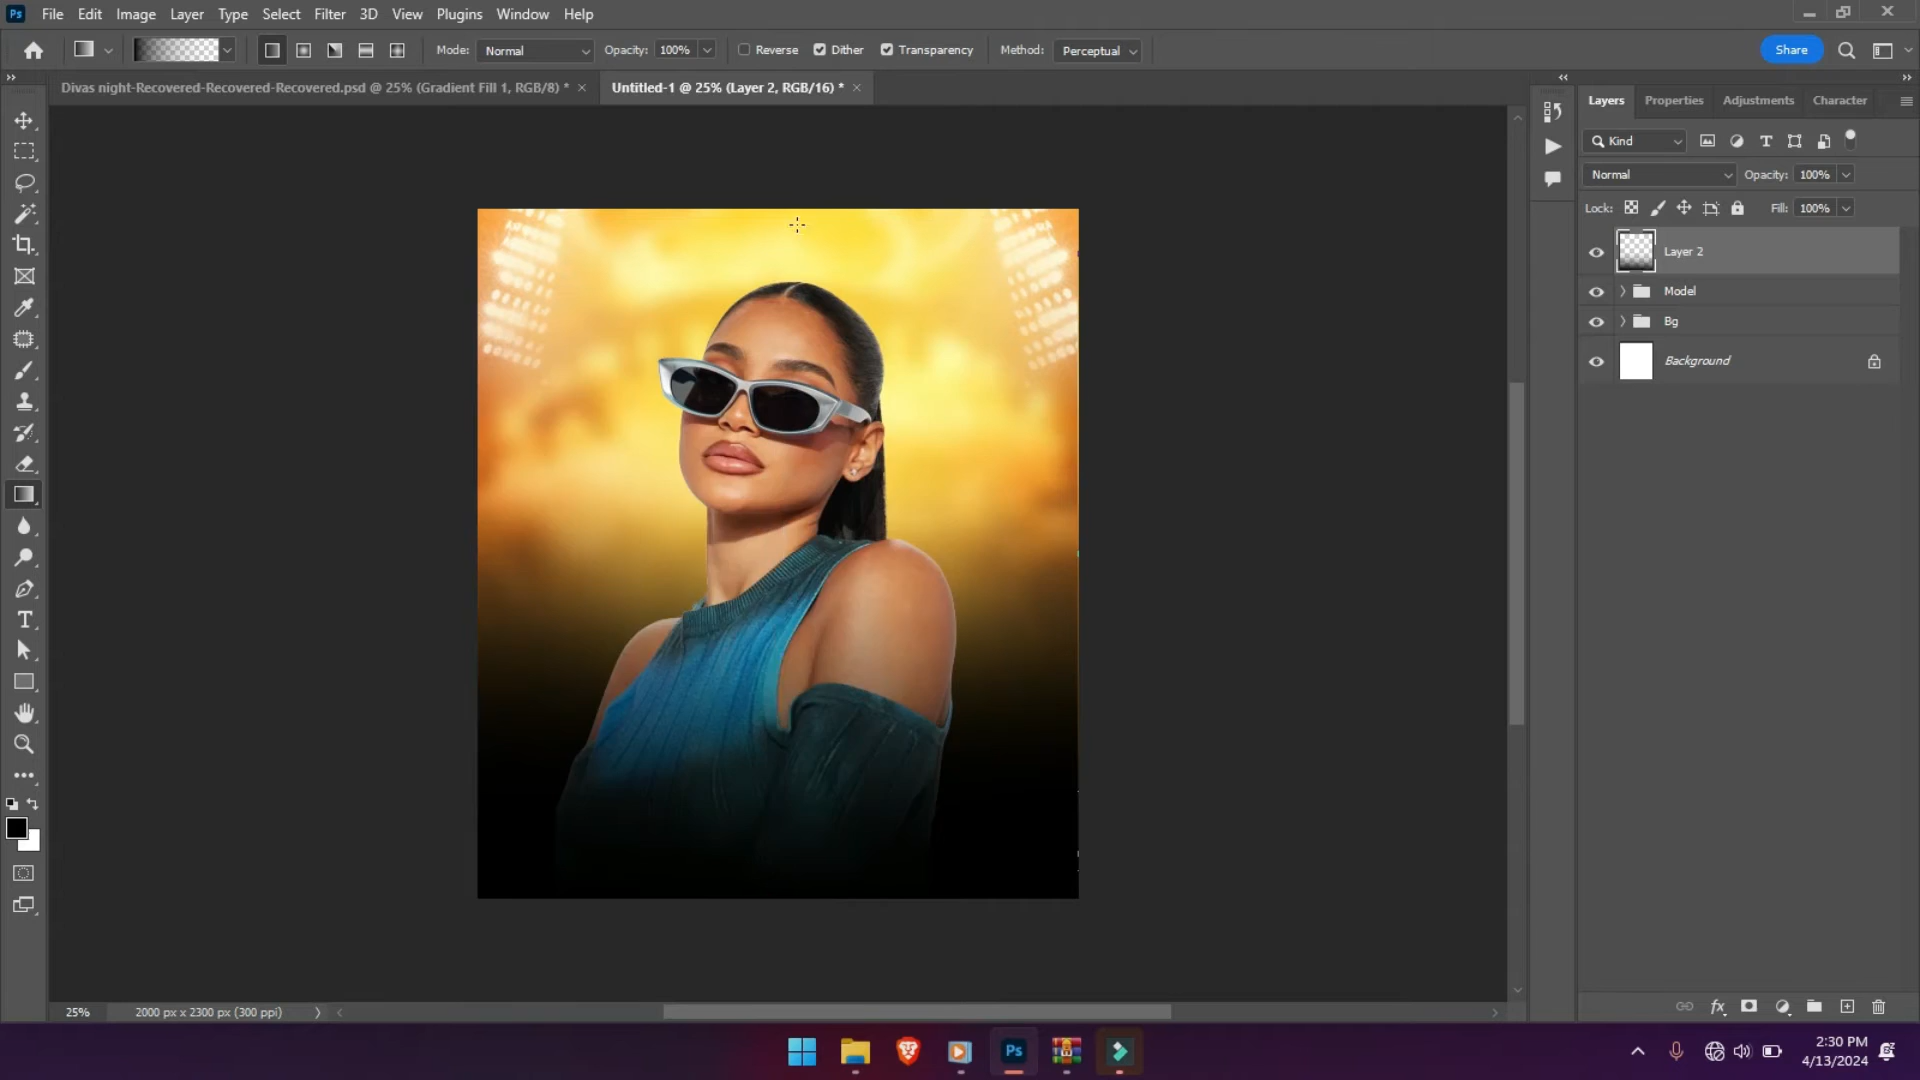 Ps File Edit Image Layer Type Select Filter 3D View Plugins Window Help
Mode: Normal Opacity: 100% Reverse Dither Transparency Method: Perceptual Share
Divas night-Recovered-Recovered-Recovered.psd @ 25% (Gradient Fill 1, RGB/8) * Untitled-1 @ 25% (Layer 2, RGB/16) *
Layers Properties Adjustments Character
Kind
Normal Opacity: 100%
Lock: Fill: 100%
Layer 2
Model
Bg
Background
25% 2000 px x 2300 px (300 ppi)
fx
Ps
2:30 PM
4/13/2024